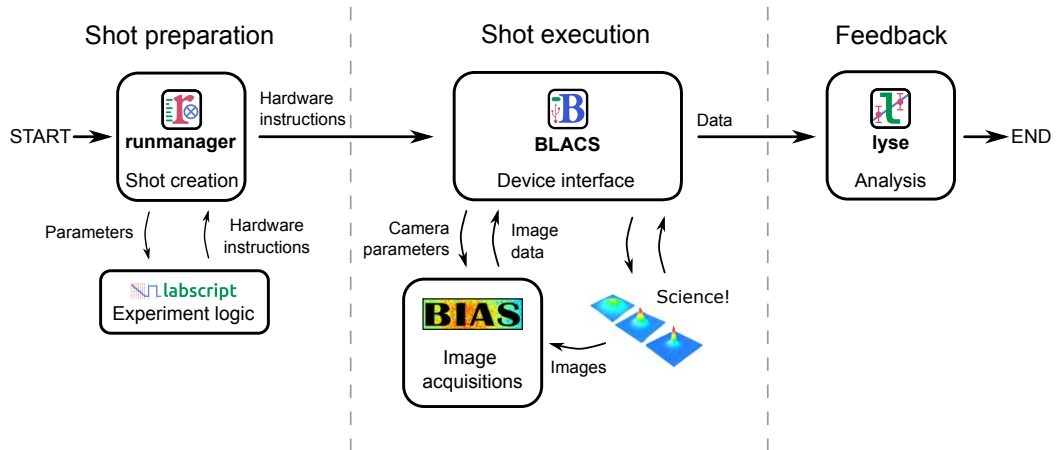 Shot preparation
Shot execution
Feedback
START
r
runmanager
Shot creation
Hardware
instructions
B
BLACS
Device interface
Data
lyse
Analysis
END
Parameters
Hardware
instructions
labscript
Experiment logic
Camera
parameters
Image
data
BIAS
Image
acquisitions
Science!
Images